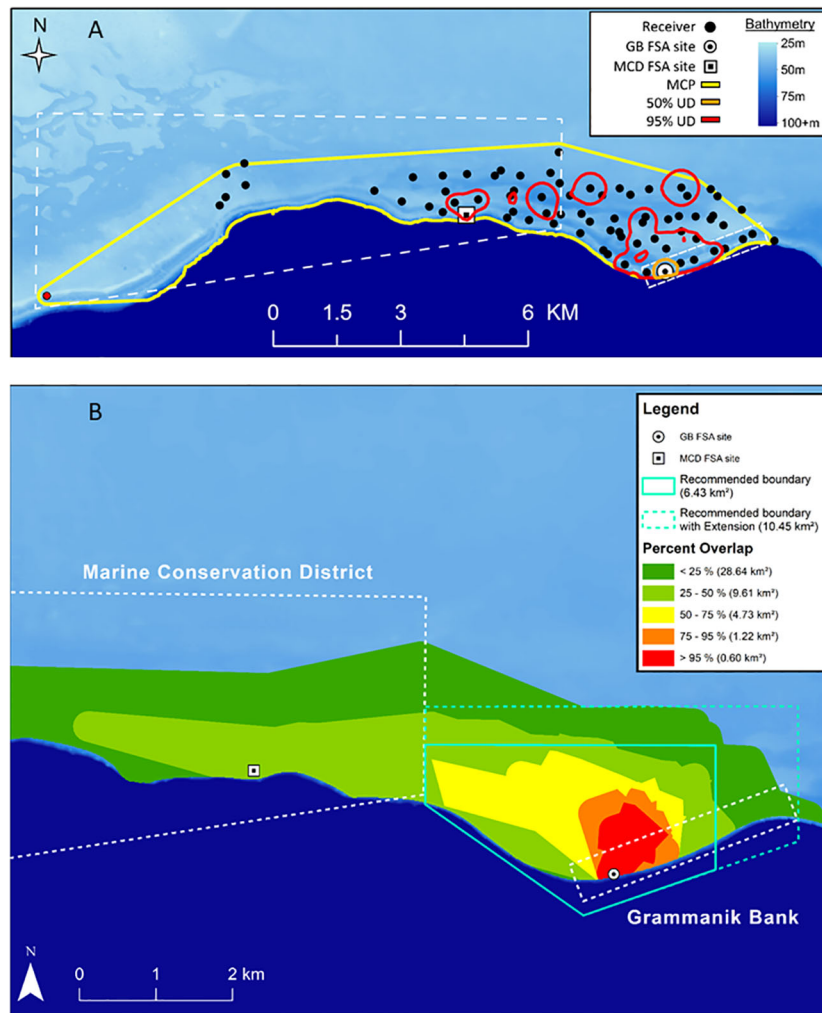 A
N
Receiver
GB FSA site
MCD FSA site
MCP
50% UD
95% UD
Bathymetry
25m
50m
75m
100+m
0 1.5 3 6 KM
B
Legend
GB FSA site
MCD FSA site
Recommended boundary
(6.43 km²)
Recommended boundary
with Extension (10.45 km²)
Percent Overlap
< 25 % (28.64 km²)
25 - 50 % (9.61 km²)
50 - 75 % (4.73 km²)
75 - 95 % (1.22 km²)
> 95 % (0.60 km²)
Marine Conservation District
Grammanik Bank
N
0 1 2 km